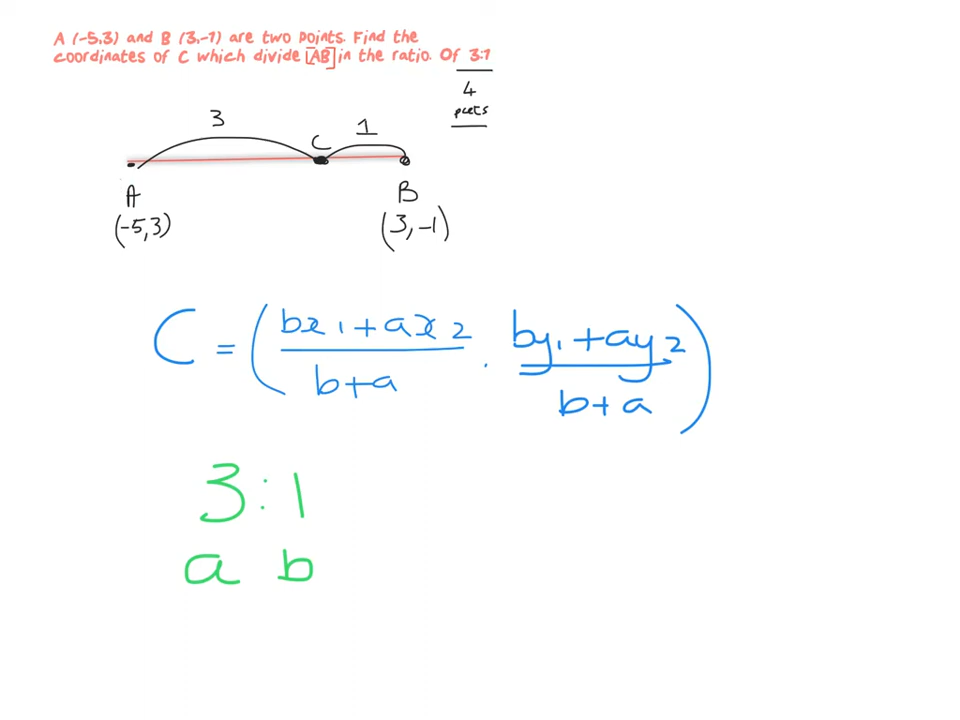 A (-5,3) and B (3,-1) are two points. Find the
coordinates of C which divide [AB] in the ratio. Of 3:1
4
parts
3
C
1
A
B
(-5,3)
(3,-1)
C = ( bx₁ + ax₂ / b+a , by₁ + ay₂ / b+a )
3 : 1
a b